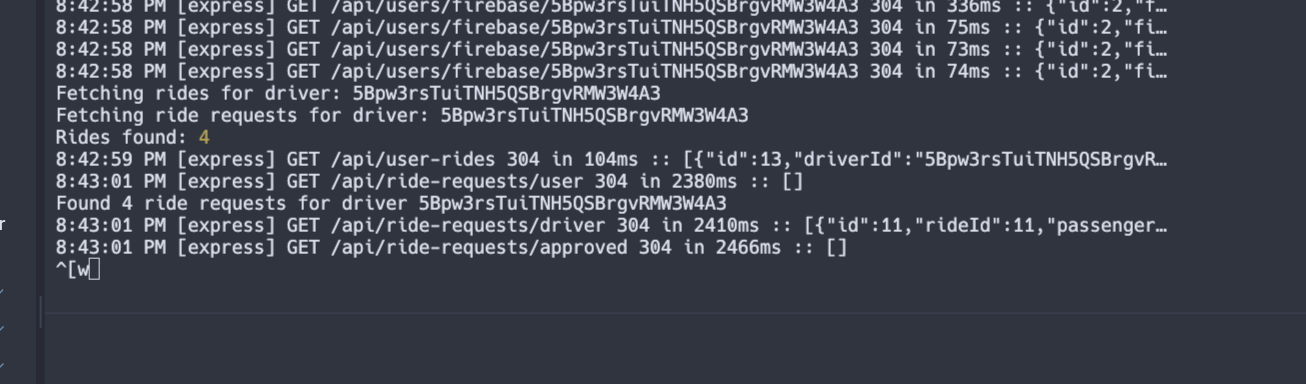 8:42:58 PM [express] GET /api/users/firebase/5Bpw3rsTuiTNH5QSBrgvRMW3W4A3 304 in 336ms :: {"id":2,"f…
8:42:58 PM [express] GET /api/users/firebase/5Bpw3rsTuiTNH5QSBrgvRMW3W4A3 304 in 75ms :: {"id":2,"fi…
8:42:58 PM [express] GET /api/users/firebase/5Bpw3rsTuiTNH5QSBrgvRMW3W4A3 304 in 73ms :: {"id":2,"fi…
8:42:58 PM [express] GET /api/users/firebase/5Bpw3rsTuiTNH5QSBrgvRMW3W4A3 304 in 74ms :: {"id":2,"fi…
Fetching rides for driver: 5Bpw3rsTuiTNH5QSBrgvRMW3W4A3
Fetching ride requests for driver: 5Bpw3rsTuiTNH5QSBrgvRMW3W4A3
Rides found: 4
8:42:59 PM [express] GET /api/user-rides 304 in 104ms :: [{"id":13,"driverId":"5Bpw3rsTuiTNH5QSBrgvR…
8:43:01 PM [express] GET /api/ride-requests/user 304 in 2380ms :: []
Found 4 ride requests for driver 5Bpw3rsTuiTNH5QSBrgvRMW3W4A3
r
8:43:01 PM [express] GET /api/ride-requests/driver 304 in 2410ms :: [{"id":11,"rideId":11,"passenger…
8:43:01 PM [express] GET /api/ride-requests/approved 304 in 2466ms :: []
^[w